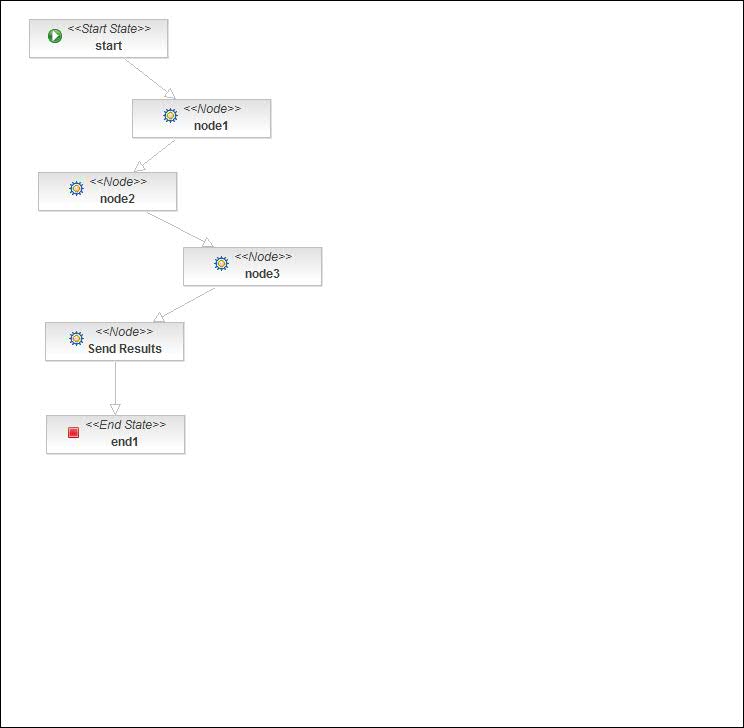 <<Start State>>
start
<<Node>>
node1
<<Node>>
node2
<<Node>>
node3
<<Node>>
Send Results
<<End State>>
end1